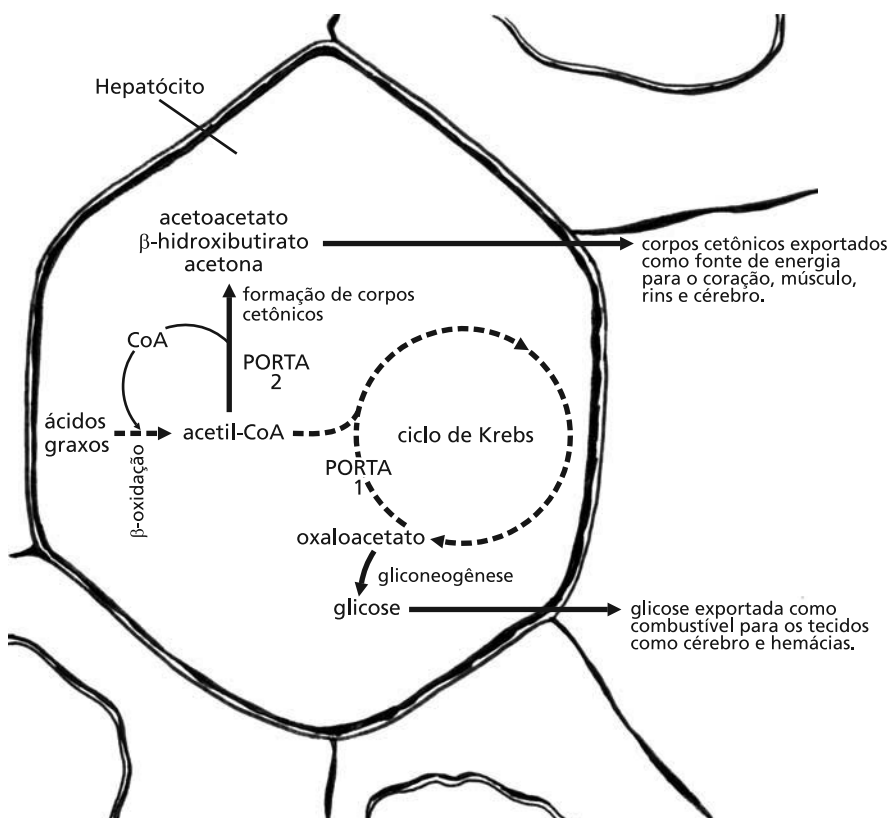 Hepatócito
acetoacetato
β-hidroxibutirato
acetona
corpos cetônicos exportados
como fonte de energia
para o coração, músculo,
rins e cérebro.
formação de corpos
cetônicos
CoA
PORTA
2
ácidos
graxos
acetil-CoA
β-oxidação
ciclo de Krebs
PORTA
1
oxaloacetato
gliconeogênese
glicose
glicose exportada como
combustível para os tecidos
como cérebro e hemácias.